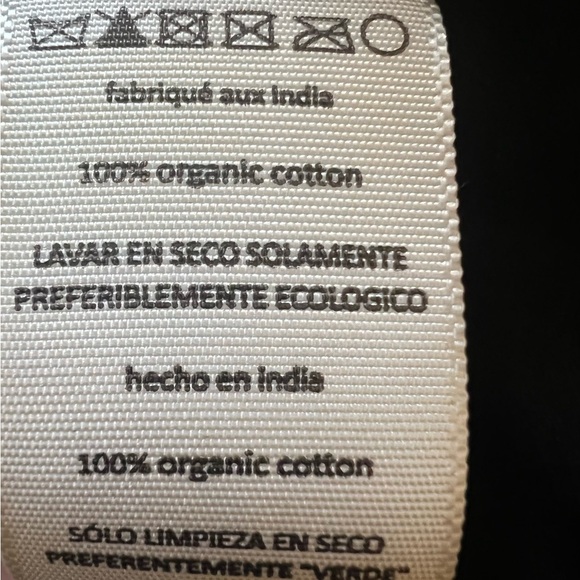 fabriqué aux India
100% organic cotton
LAVAR EN SECO SOLAMENTE
PREFERIBLEMENTE ECOLOGICO
hecho en india
100% organic cotton
SÓLO LIMPIEZA EN SECO
PREFERENTEMENTE "VERDE"